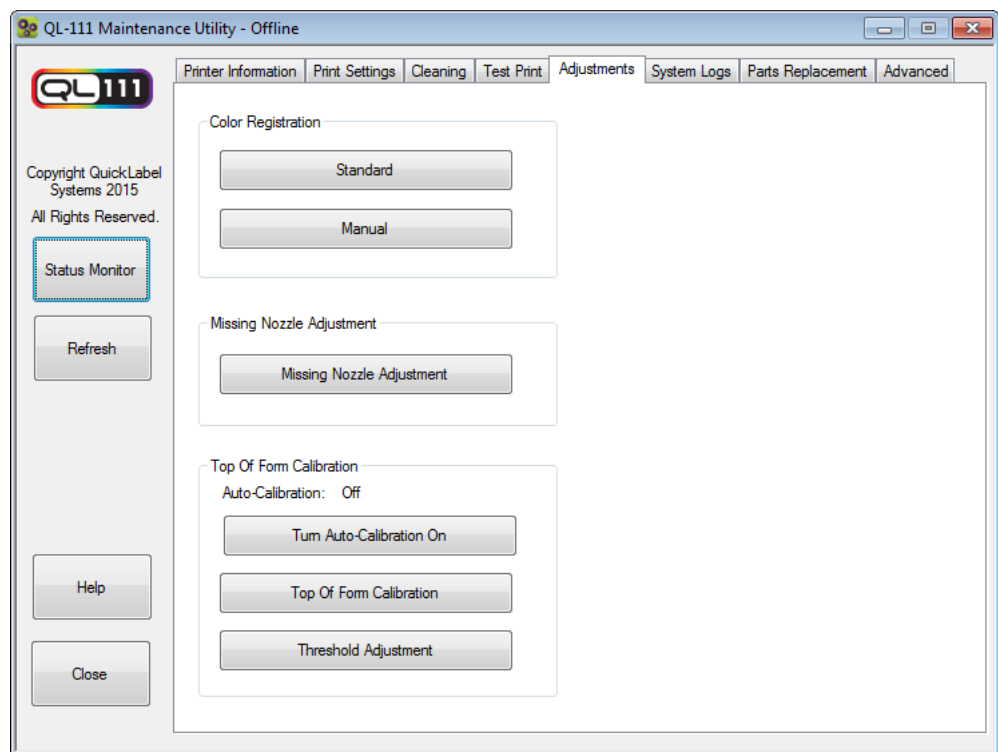 QL-111 Maintenance Utility - Offline
QL111
Copyright QuickLabel
Systems 2015
All Rights Reserved.
Status Monitor
Refresh
Help
Close
Printer Information
Print Settings
Cleaning
Test Print
Adjustments
System Logs
Parts Replacement
Advanced
Color Registration
Standard
Manual
Missing Nozzle Adjustment
Missing Nozzle Adjustment
Top Of Form Calibration
Auto-Calibration: Off
Turn Auto-Calibration On
Top Of Form Calibration
Threshold Adjustment